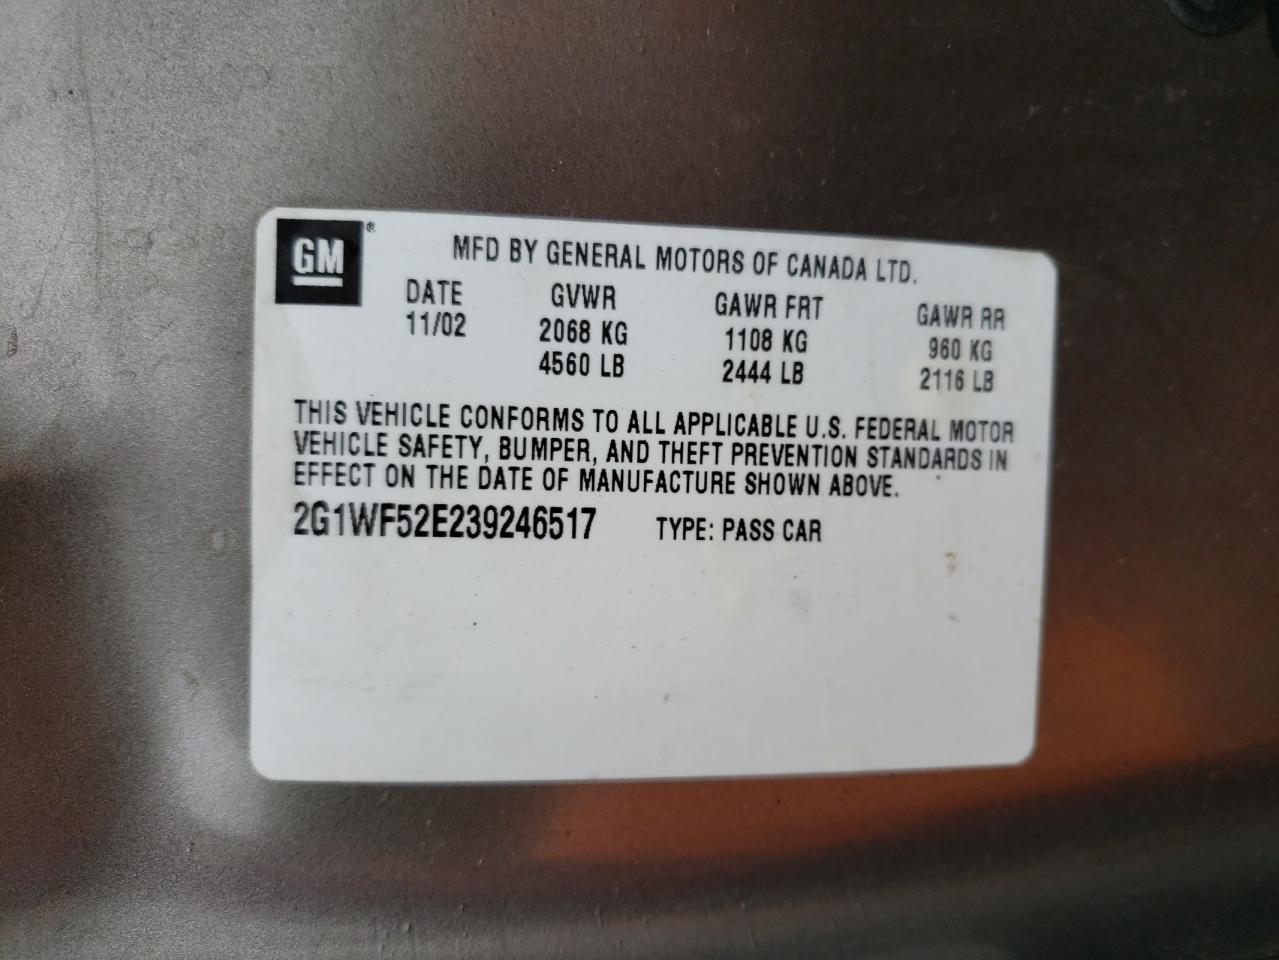 GM ®
MFD BY GENERAL MOTORS OF CANADA LTD.
DATE GVWR GAWR FRT GAWR RR
11/02 2068 KG 1108 KG 960 KG
4560 LB 2444 LB 2116 LB
THIS VEHICLE CONFORMS TO ALL APPLICABLE U.S. FEDERAL MOTOR
VEHICLE SAFETY, BUMPER, AND THEFT PREVENTION STANDARDS IN
EFFECT ON THE DATE OF MANUFACTURE SHOWN ABOVE.
2G1WF52E239246517 TYPE: PASS CAR